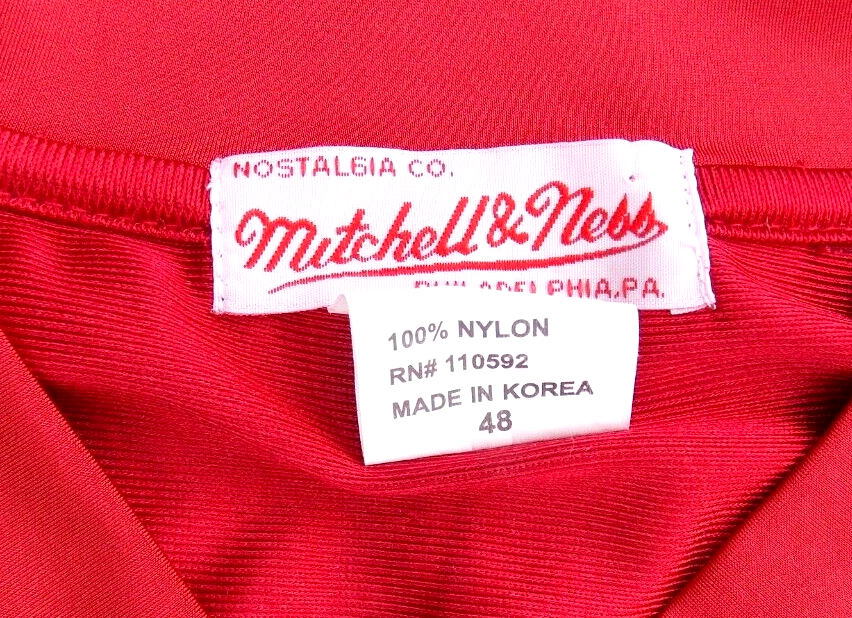 NOSTALGIA CO.
Mitchell & Ness
PHILADELPHIA, PA.
100% NYLON
RN# 110592
MADE IN KOREA
48